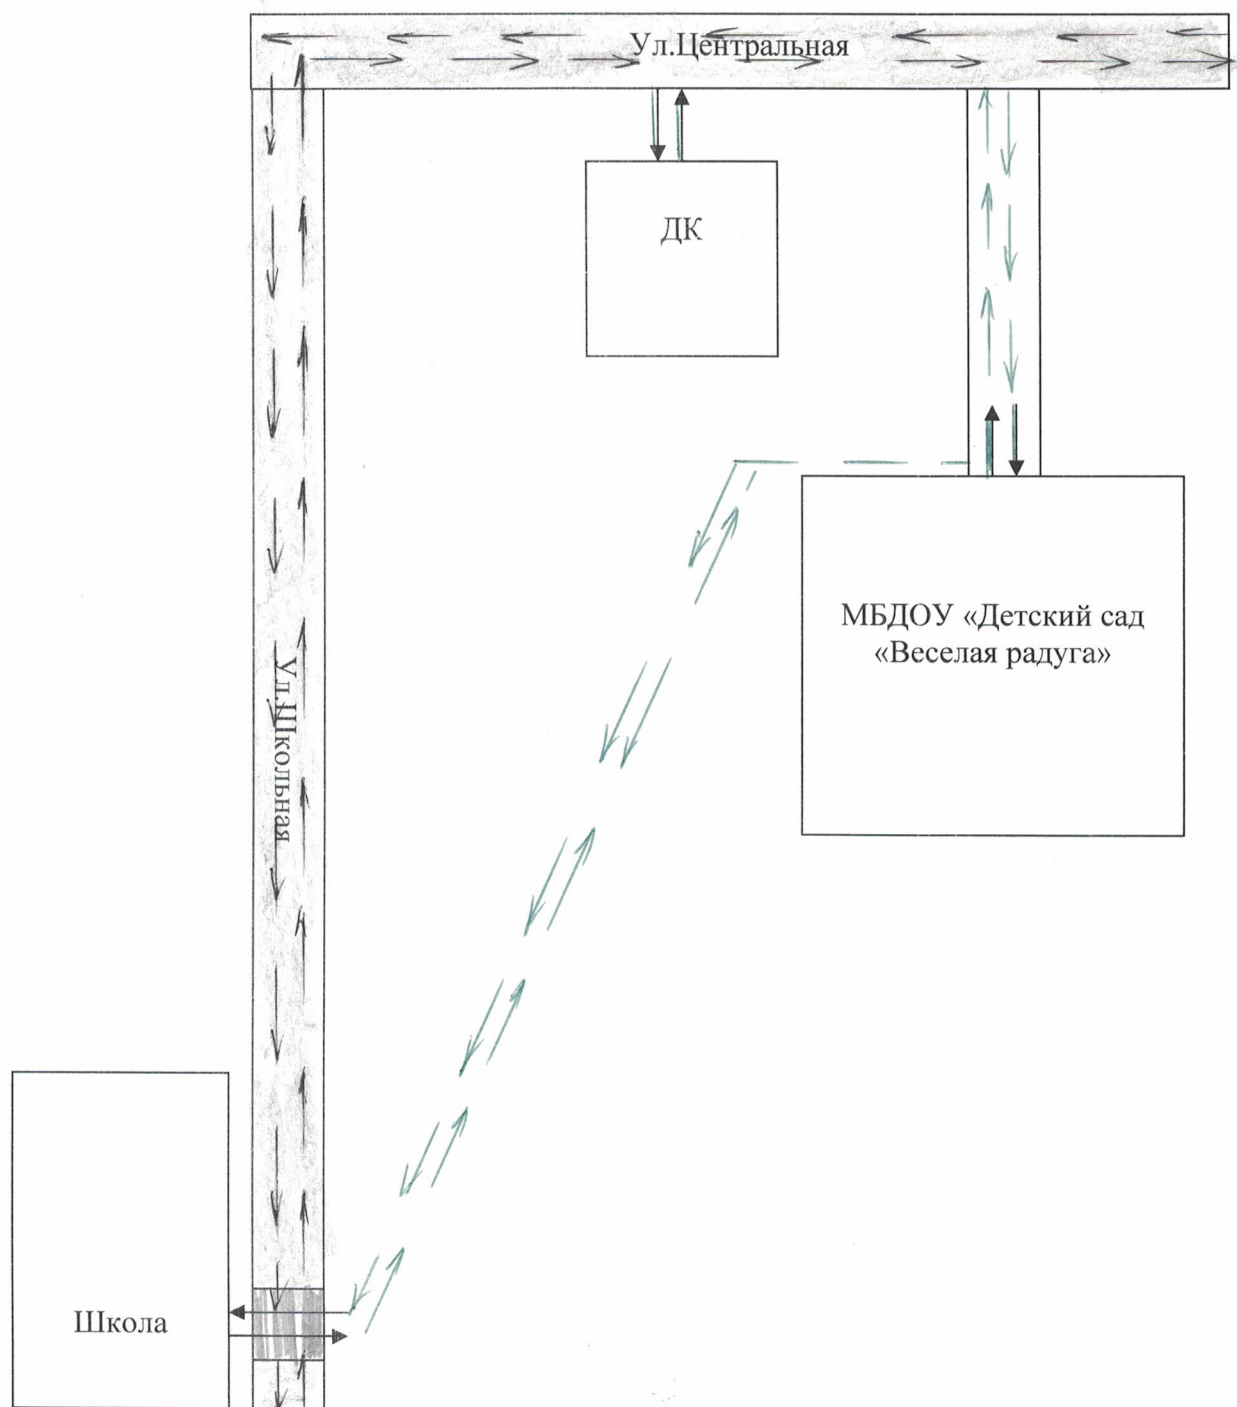 Ул.Центральная
ДК
МБДОУ «Детский сад
«Веселая радуга»
Ул.Школьная
Школа